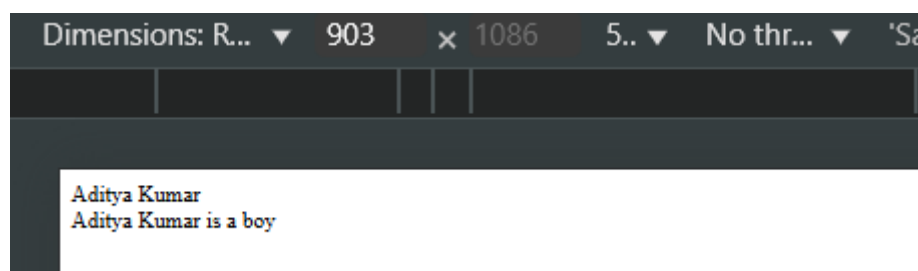 Dimensions: R... ▼ 903 × 1086 5.. ▼ No thr... ▼ 'Sa
Aditya Kumar
Aditya Kumar is a boy